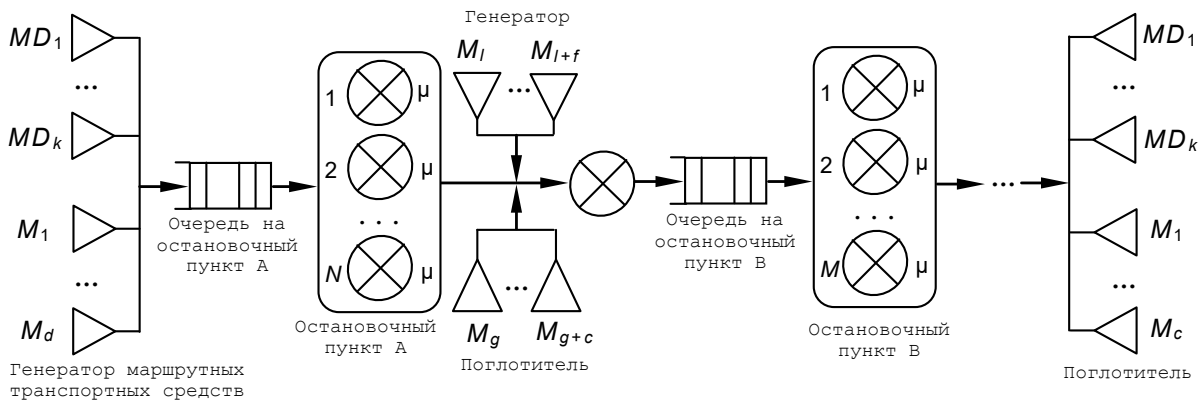 MD1
...
MDk
M1
...
Md
Генератор маршрутных
транспортных средств
Очередь на
остановочный
пункт А
1
μ
2
μ
...
N
μ
Остановочный
пункт А
Генератор
Ml
...
Ml+f
Mg
...
Mg+c
Поглотитель
Очередь на
остановочный
пункт В
1
μ
2
μ
...
M
μ
Остановочный
пункт В
...
MD1
...
MDk
M1
...
Mc
Поглотитель